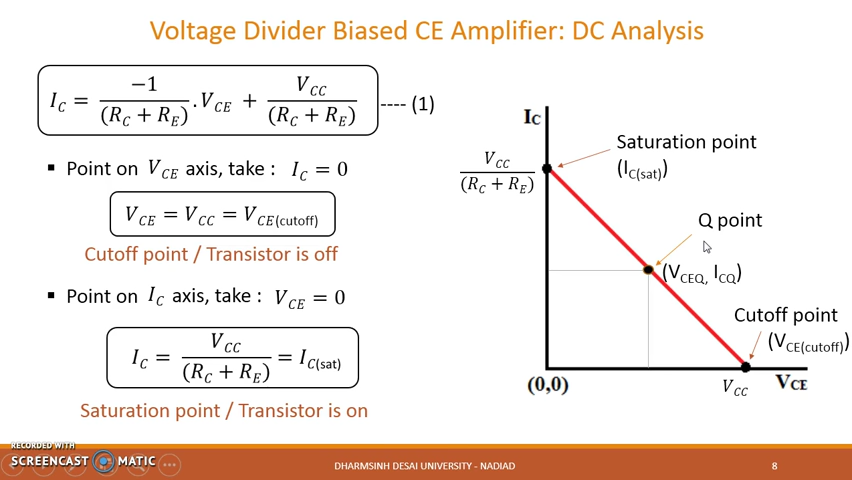 Voltage Divider Biased CE Amplifier: DC Analysis
I_C = −1/(R_C + R_E) . V_CE + V_CC/(R_C + R_E) ---- (1)
▪ Point on V_CE axis, take : I_C = 0
V_CE = V_CC = V_CE(cutoff)
Cutoff point / Transistor is off
▪ Point on I_C axis, take : V_CE = 0
I_C = V_CC/(R_C + R_E) = I_C(sat)
Saturation point / Transistor is on
I_C
Saturation point
(I_C(sat))
V_CC/(R_C + R_E)
Q point
(V_CEQ, I_CQ)
Cutoff point
(V_CE(cutoff))
(0,0)
V_CC
V_CE
RECORDED WITH
SCREENCAST MATIC
DHARMSINH DESAI UNIVERSITY - NADIAD
8